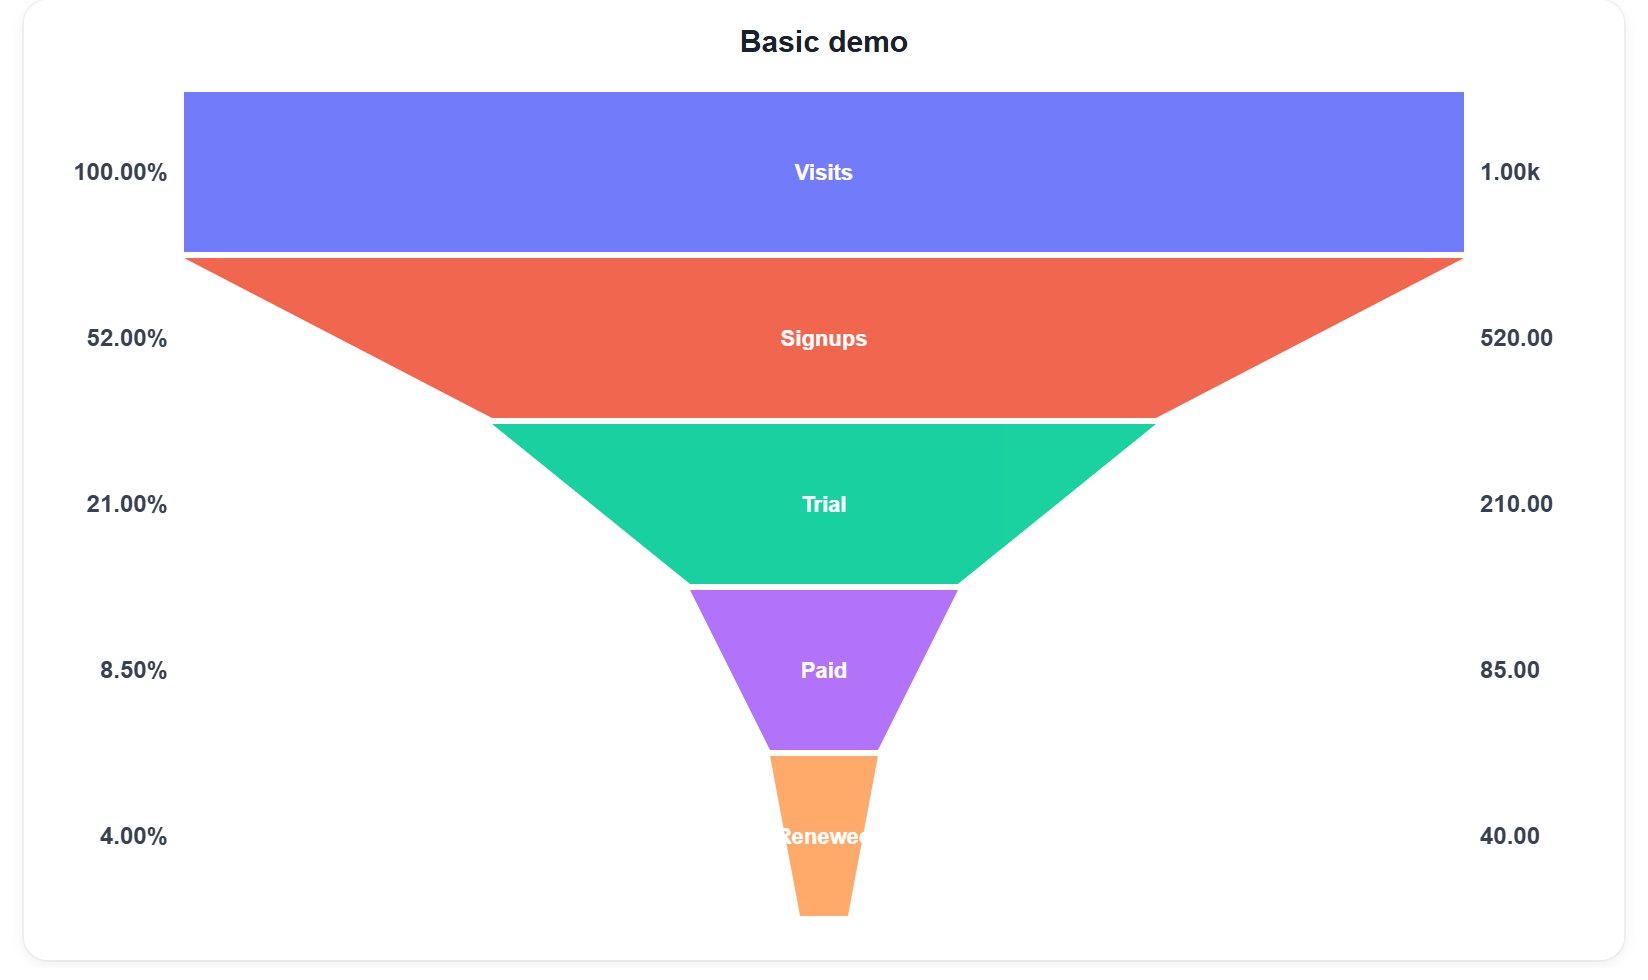 Basic demo
100.00% Visits 1.00k
52.00% Signups 520.00
21.00% Trial 210.00
8.50% Paid 85.00
4.00% Renewed 40.00